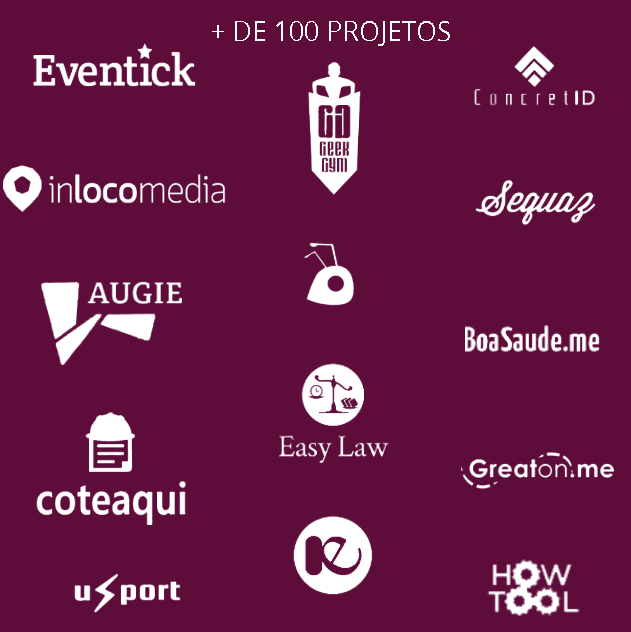 + DE 100 PROJETOS
Eventick
GG
GEEK
GYM
CONCRETID
inlocomedia
Sequaz
AUGIE
BoaSaude.me
Easy Law
coteaqui
Greaton.me
uSport
HOW
TOOL